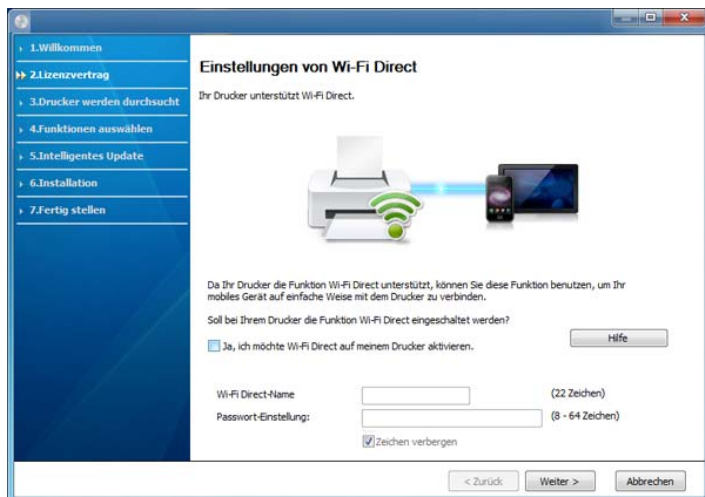 1.Willkommen
2.Lizenzvertrag
3.Drucker werden durchsucht
4.Funktionen auswählen
5.Intelligentes Update
6.Installation
7.Fertig stellen
Einstellungen von Wi-Fi Direct
Ihr Drucker unterstützt Wi-Fi Direct.
Da Ihr Drucker die Funktion Wi-Fi Direct unterstützt, können Sie diese Funktion benutzen, um Ihr
mobiles Gerät auf einfache Weise mit dem Drucker zu verbinden.
Soll bei Ihrem Drucker die Funktion Wi-Fi Direct eingeschaltet werden?
Hilfe
Ja, ich möchte Wi-Fi Direct auf meinem Drucker aktivieren.
Wi-Fi Direct-Name (22 Zeichen)
Passwort-Einstellung: (8 - 64 Zeichen)
Zeichen verbergen
< Zurück Weiter > Abbrechen